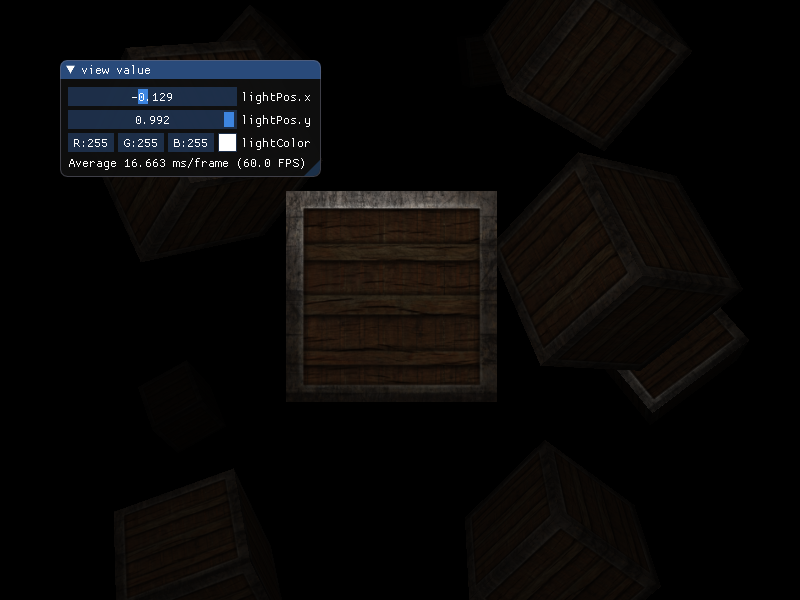 view value
-0.129 lightPos.x
0.992 lightPos.y
R:255 G:255 B:255 lightColor
Average 16.663 ms/frame (60.0 FPS)